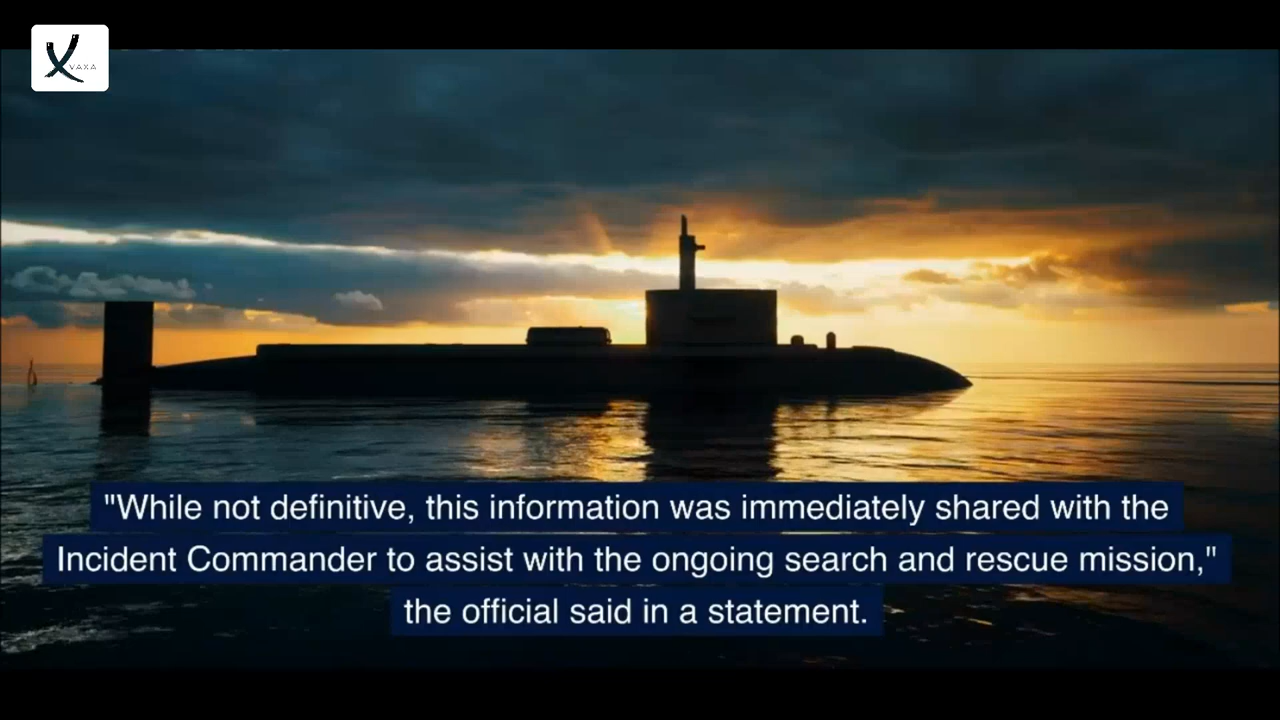 VAXA
"While not definitive, this information was immediately shared with the
Incident Commander to assist with the ongoing search and rescue mission,"
the official said in a statement.